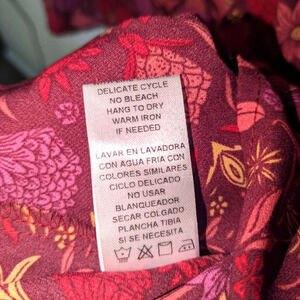 DELICATE CYCLE
NO BLEACH
HANG TO DRY
WARM IRON
IF NEEDED
LAVAR EN LAVADORA
CON AGUA FRIA CON
COLORES SIMILARES
CICLO DELICADO
NO USAR
BLANQUEADOR
SECAR COLGADO
PLANCHA TIBIA
SI SE NECESITA